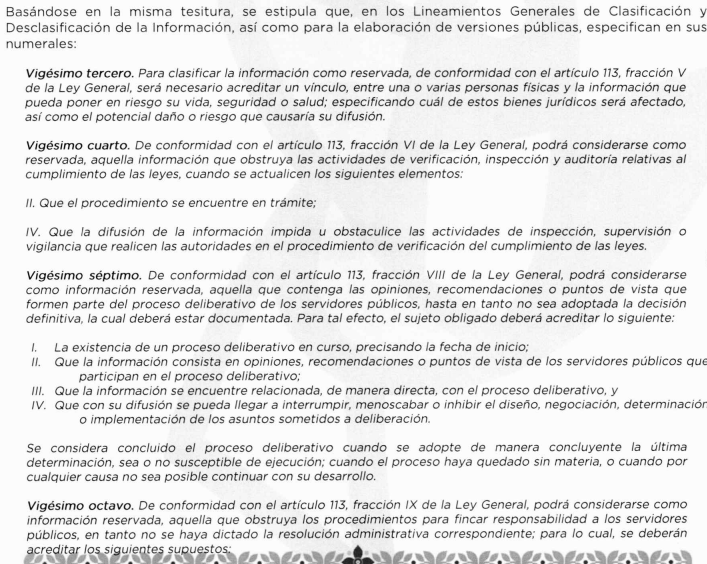 Basándose en la misma tesitura, se estipula que, en los Lineamientos Generales de Clasificación y
Desclasificación de la Información, así como para la elaboración de versiones públicas, especifican en sus
numerales:
Vigésimo tercero. Para clasificar la información como reservada, de conformidad con el artículo 113, fracción V
de la Ley General, será necesario acreditar un vínculo, entre una o varias personas físicas y la información que
pueda poner en riesgo su vida, seguridad o salud; especificando cuál de estos bienes jurídicos será afectado,
así como el potencial daño o riesgo que causaría su difusión.
Vigésimo cuarto. De conformidad con el artículo 113, fracción VI de la Ley General, podrá considerarse como
reservada, aquella información que obstruya las actividades de verificación, inspección y auditoría relativas al
cumplimiento de las leyes, cuando se actualicen los siguientes elementos:
II. Que el procedimiento se encuentre en trámite;
IV. Que la difusión de la información impida u obstaculice las actividades de inspección, supervisión o
vigilancia que realicen las autoridades en el procedimiento de verificación del cumplimiento de las leyes.
Vigésimo séptimo. De conformidad con el artículo 113, fracción VIII de la Ley General, podrá considerarse
como información reservada, aquella que contenga las opiniones, recomendaciones o puntos de vista que
formen parte del proceso deliberativo de los servidores públicos, hasta en tanto no sea adoptada la decisión
definitiva, la cual deberá estar documentada. Para tal efecto, el sujeto obligado deberá acreditar lo siguiente:
I. La existencia de un proceso deliberativo en curso, precisando la fecha de inicio;
II. Que la información consista en opiniones, recomendaciones o puntos de vista de los servidores públicos que
participan en el proceso deliberativo;
III. Que la información se encuentre relacionada, de manera directa, con el proceso deliberativo, y
IV. Que con su difusión se pueda llegar a interrumpir, menoscabar o inhibir el diseño, negociación, determinación
o implementación de los asuntos sometidos a deliberación.
Se considera concluido el proceso deliberativo cuando se adopte de manera concluyente la última
determinación, sea o no susceptible de ejecución; cuando el proceso haya quedado sin materia, o cuando por
cualquier causa no sea posible continuar con su desarrollo.
Vigésimo octavo. De conformidad con el artículo 113, fracción IX de la Ley General, podrá considerarse como
información reservada, aquella que obstruya los procedimientos para fincar responsabilidad a los servidores
públicos, en tanto no se haya dictado la resolución administrativa correspondiente; para lo cual, se deberán
acreditar los siguientes supuestos: